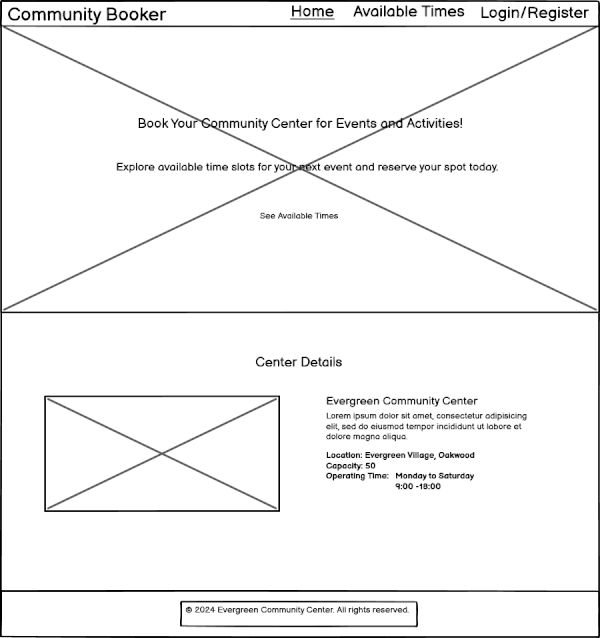 Community Booker
Home
Available Times
Login/Register
Book Your Community Center for Events and Activities!
Explore available time slots for your next event and reserve your spot today.
See Available Times
Center Details
Evergreen Community Center
Lorem ipsum dolor sit amet, consectetur adipisicing
elit, sed do eiusmod tempor incididunt ut labore et
dolore magna aliqua.
Location: Evergreen Village, Oakwood
Capacity: 50
Operating Time: Monday to Saturday
9:00 -18:00
© 2024 Evergreen Community Center. All rights reserved.